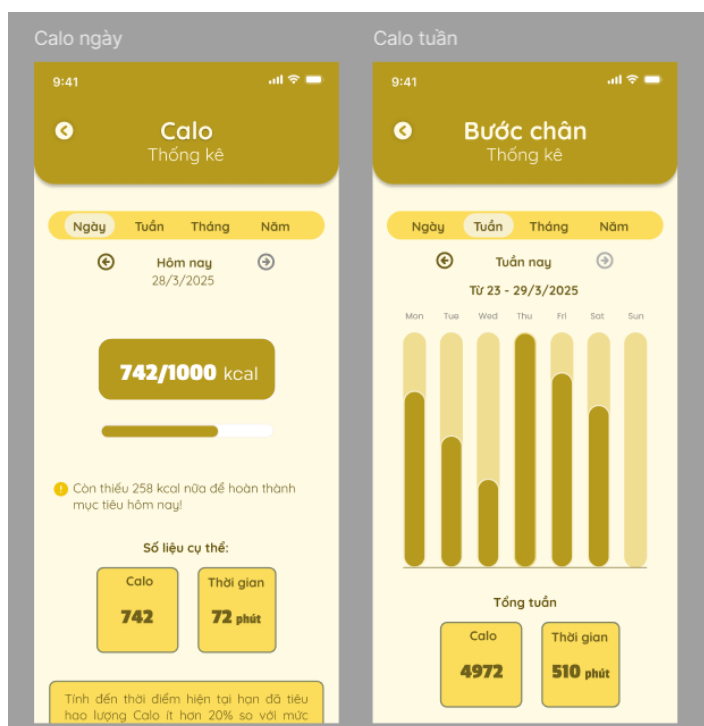 Calo ngày
9:41
Calo
Thống kê
Ngày Tuần Tháng Năm
Hôm nay
28/3/2025
742/1000 kcal
Còn thiếu 258 kcal nữa để hoàn thành
mục tiêu hôm nay!
Số liệu cụ thể:
Calo
742
Thời gian
72 phút
Tính đến thời điểm hiện tại hạn đã tiêu
hao lượng Calo ít hơn 20% so với mức
Calo tuần
9:41
Bước chân
Thống kê
Ngày Tuần Tháng Năm
Tuần nay
Từ 23 - 29/3/2025
Mon Tue Wed Thu Fri Sat Sun
Tổng tuần
Calo
4972
Thời gian
510 phút